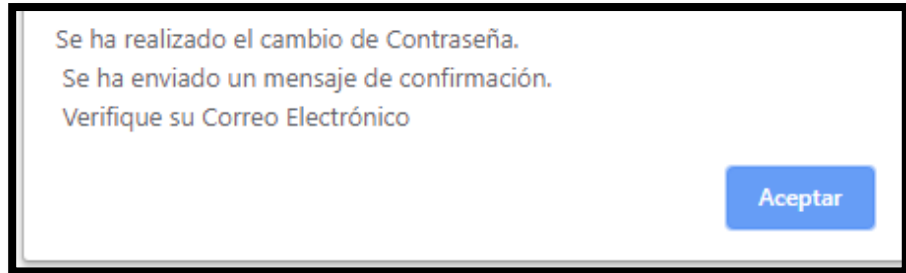 Se ha realizado el cambio de Contraseña.
Se ha enviado un mensaje de confirmación.
Verifique su Correo Electrónico
Aceptar